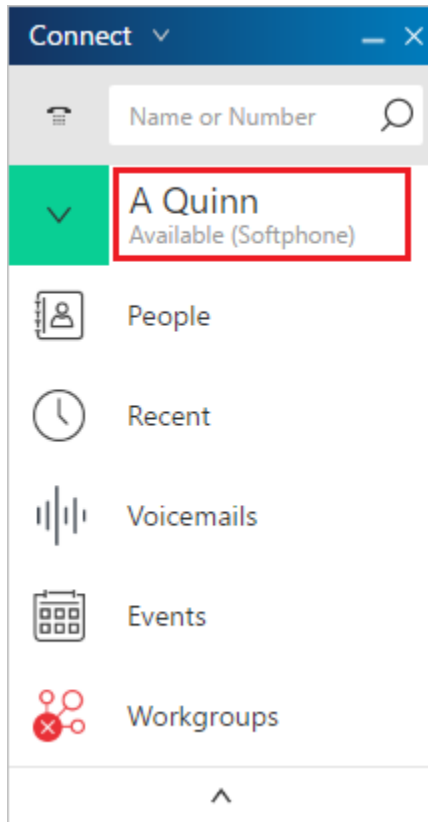 Connect
Name or Number
A Quinn
Available (Softphone)
People
Recent
Voicemails
Events
Workgroups